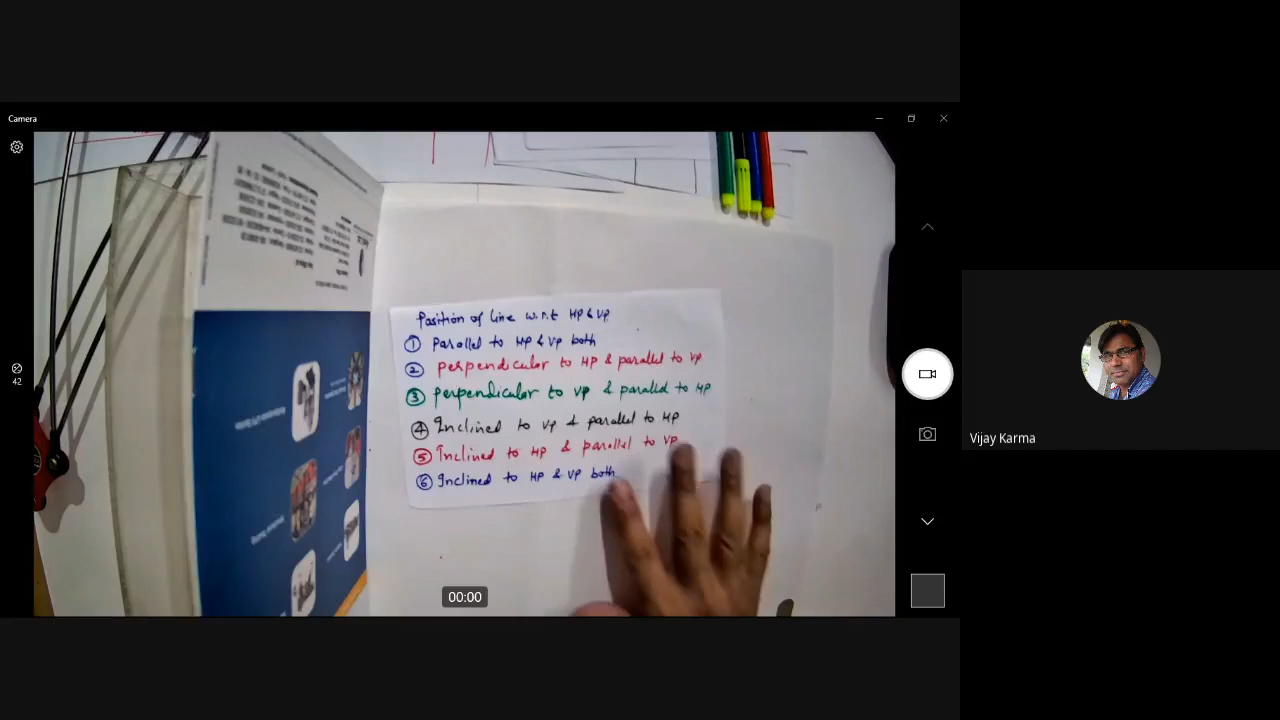 Camera
Position of line w.r.t HP & VP
① parallel to HP & VP both
② perpendicular to HP & parallel to VP
③ perpendicular to VP & parallel to HP
④ Inclined to VP & parallel to HP
⑤ Inclined to HP & parallel to VP
⑥ Inclined to HP & VP both
42
00:00
Vijay Karma